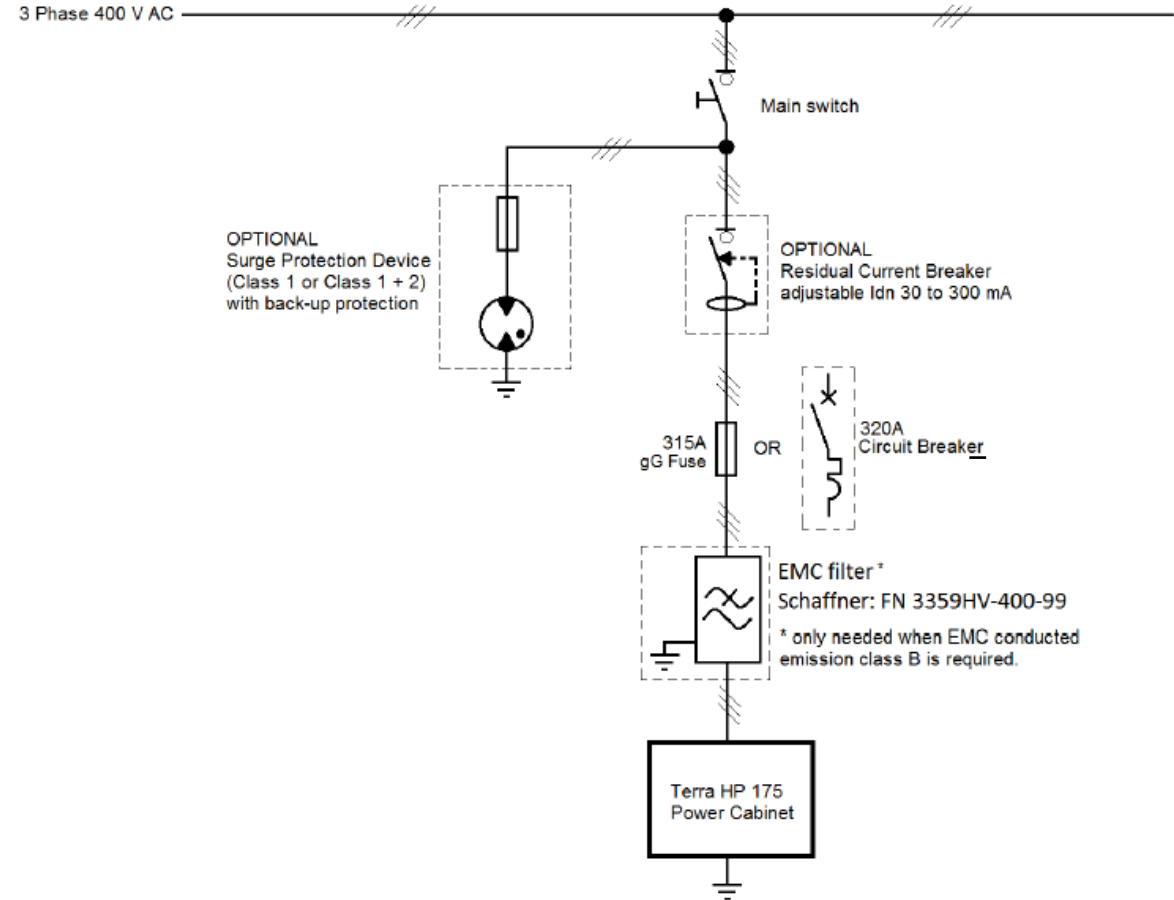 3 Phase 400 V AC
Main switch
OPTIONAL
Surge Protection Device
(Class 1 or Class 1 + 2)
with back-up protection
OPTIONAL
Residual Current Breaker
adjustable Idn 30 to 300 mA
315A
gG Fuse
OR
320A
Circuit Breaker
EMC filter *
Schaffner: FN 3359HV-400-99
* only needed when EMC conducted
emission class B is required.
Terra HP 175
Power Cabinet